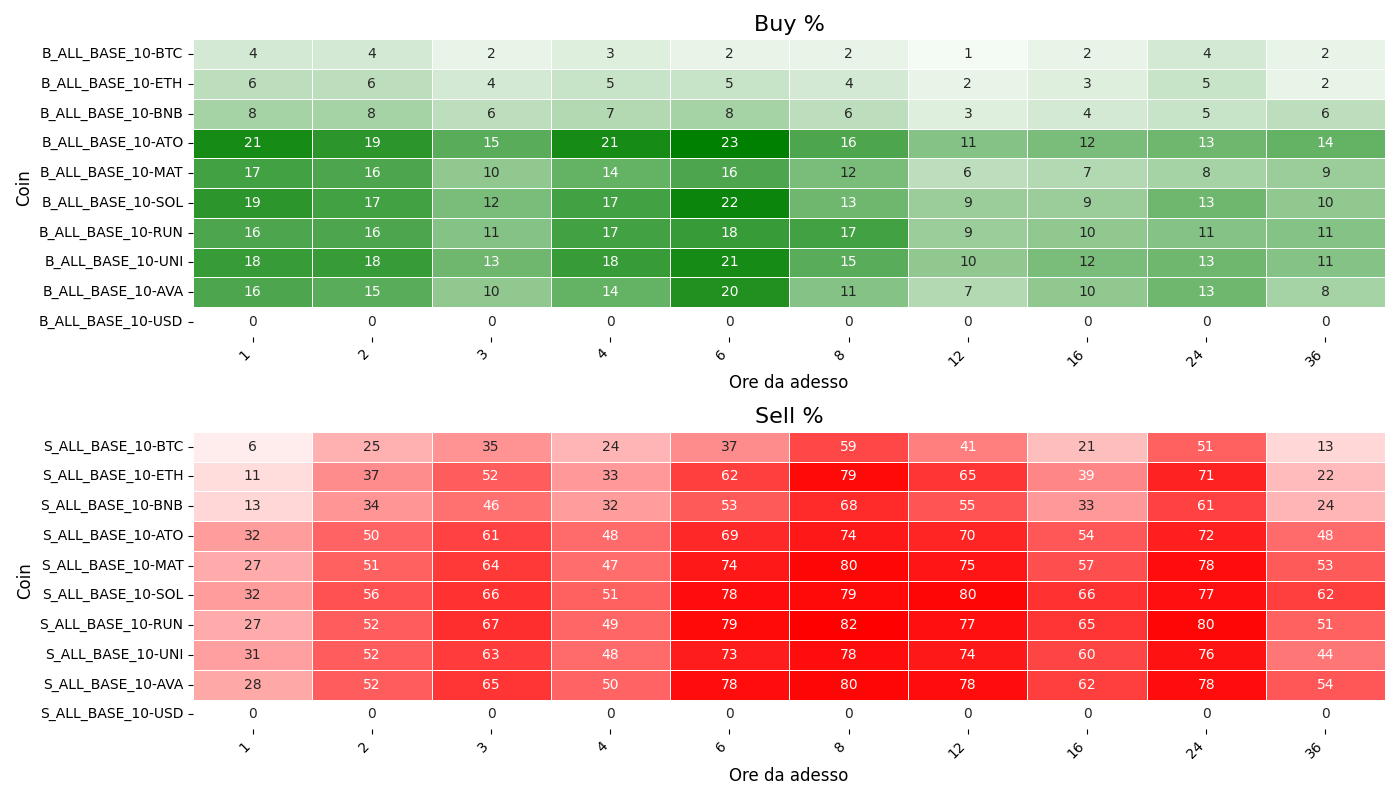 Buy %
Coin
B_ALL_BASE_10-BTC 4 4 2 3 2 2 1 2 4 2
B_ALL_BASE_10-ETH 6 6 4 5 5 4 2 3 5 2
B_ALL_BASE_10-BNB 8 8 6 7 8 6 3 4 5 6
B_ALL_BASE_10-ATO 21 19 15 21 23 16 11 12 13 14
B_ALL_BASE_10-MAT 17 16 10 14 16 12 6 7 8 9
B_ALL_BASE_10-SOL 19 17 12 17 22 13 9 9 13 10
B_ALL_BASE_10-RUN 16 16 11 17 18 17 9 10 11 11
B_ALL_BASE_10-UNI 18 18 13 18 21 15 10 12 13 11
B_ALL_BASE_10-AVA 16 15 10 14 20 11 7 10 13 8
B_ALL_BASE_10-USD 0 0 0 0 0 0 0 0 0 0
1 2 3 4 6 8 12 16 24 36
Ore da adesso
Sell %
Coin
S_ALL_BASE_10-BTC 6 25 35 24 37 59 41 21 51 13
S_ALL_BASE_10-ETH 11 37 52 33 62 79 65 39 71 22
S_ALL_BASE_10-BNB 13 34 46 32 53 68 55 33 61 24
S_ALL_BASE_10-ATO 32 50 61 48 69 74 70 54 72 48
S_ALL_BASE_10-MAT 27 51 64 47 74 80 75 57 78 53
S_ALL_BASE_10-SOL 32 56 66 51 78 79 80 66 77 62
S_ALL_BASE_10-RUN 27 52 67 49 79 82 77 65 80 51
S_ALL_BASE_10-UNI 31 52 63 48 73 78 74 60 76 44
S_ALL_BASE_10-AVA 28 52 65 50 78 80 78 62 78 54
S_ALL_BASE_10-USD 0 0 0 0 0 0 0 0 0 0
1 2 3 4 6 8 12 16 24 36
Ore da adesso